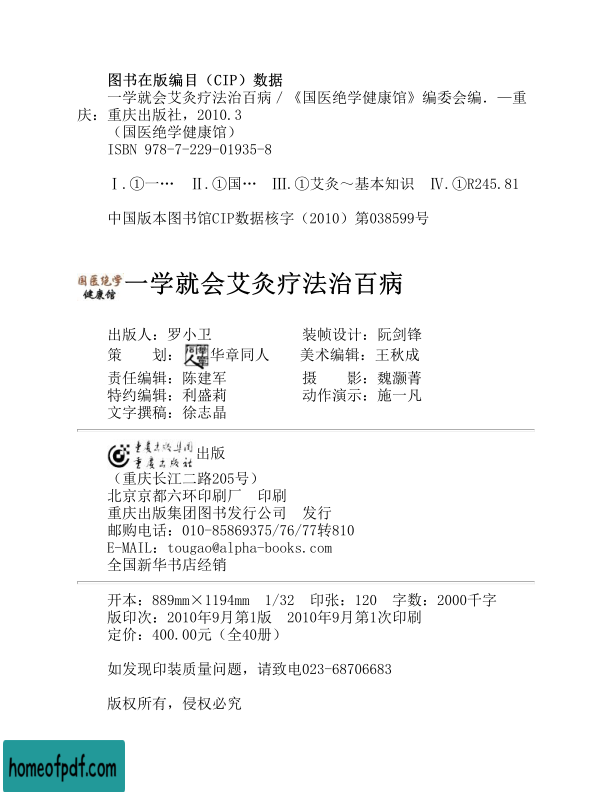 图书在版编目（CIP）数据
一学就会艾灸疗法治百病／《国医绝学健康馆》编委会编．—重
庆：重庆出版社，2010.3
（国医绝学健康馆）
ISBN 978-7-229-01935-8
Ⅰ.①一… Ⅱ.①国… Ⅲ.①艾灸～基本知识 Ⅳ.①R245.81
中国版本图书馆CIP数据核字（2010）第038599号
国医绝学
健康馆
一学就会艾灸疗法治百病
出版人：罗小卫 装帧设计：阮剑锋
策 划：华章同人 美术编辑：王秋成
责任编辑：陈建军 摄 影：魏灏菁
特约编辑：利盛莉 动作演示：施一凡
文字撰稿：徐志晶
重庆出版集团
重庆出版社
出版
（重庆长江二路205号）
北京京都六环印刷厂 印刷
重庆出版集团图书发行公司 发行
邮购电话：010-85869375/76/77转810
E-MAIL：tougao@alpha-books.com
全国新华书店经销
开本：889mm×1194mm 1/32 印张：120 字数：2000千字
版印次：2010年9月第1版 2010年9月第1次印刷
定价：400.00元（全40册）
如发现印装质量问题，请致电023-68706683
版权所有，侵权必究
homeofpdf.com